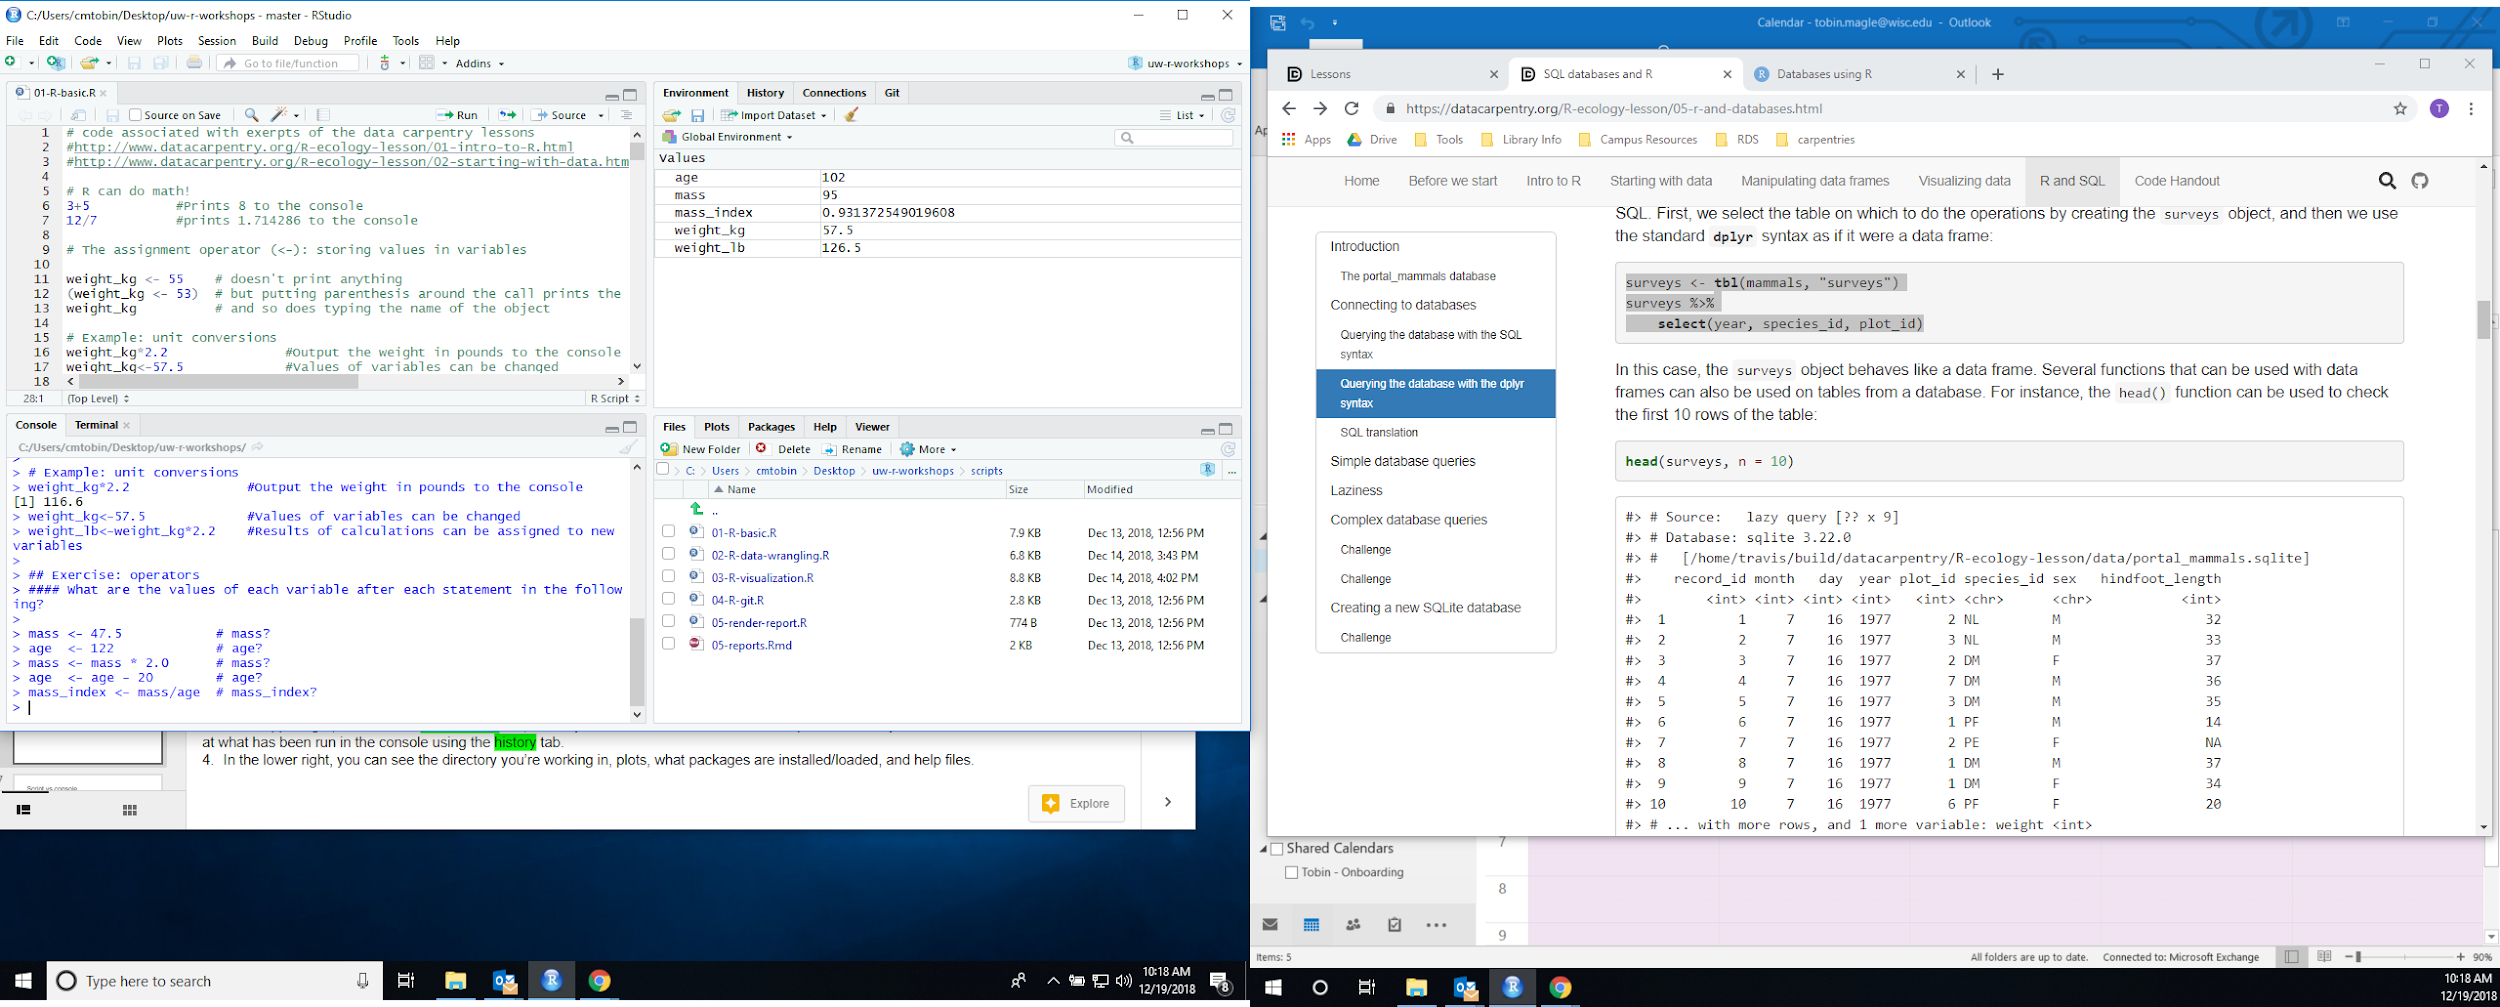 C:/Users/cmtobin/Desktop/uw-r-workshops - master - RStudio
File Edit Code View Plots Session Build Debug Profile Tools Help
Go to file/function Addins uw-r-workshops
01-R-basic.R
Source on Save Run Source
1 # code associated with exerpts of the data carpentry lessons
2 #http://www.datacarpentry.org/R-ecology-lesson/01-intro-to-R.html
3 #http://www.datacarpentry.org/R-ecology-lesson/02-starting-with-data.htm
4
5 # R can do math!
6 3+5 #Prints 8 to the console
7 12/7 #prints 1.714286 to the console
8
9 # The assignment operator (<-): storing values in variables
10
11 weight_kg <- 55 # doesn't print anything
12 (weight_kg <- 53) # but putting parenthesis around the call prints the
13 weight_kg # and so does typing the name of the object
14
15 # Example: unit conversions
16 weight_kg*2.2 #Output the weight in pounds to the console
17 weight_kg<-57.5 #Values of variables can be changed
18
28:1 (Top Level) R Script
Console Terminal
C:/Users/cmtobin/Desktop/uw-r-workshops/
>
> # Example: unit conversions
> weight_kg*2.2 #Output the weight in pounds to the console
[1] 116.6
> weight_kg<-57.5 #Values of variables can be changed
> weight_lb<-weight_kg*2.2 #Results of calculations can be assigned to new
variables
>
> ## Exercise: operators
> #### What are the values of each variable after each statement in the follow
ing?
>
> mass <- 47.5 # mass?
> age <- 122 # age?
> mass <- mass * 2.0 # mass?
> age <- age - 20 # age?
> mass_index <- mass/age # mass_index?
>
Environment History Connections Git
Import Dataset List
Global Environment
Values
age 102
mass 95
mass_index 0.931372549019608
weight_kg 57.5
weight_lb 126.5
Files Plots Packages Help Viewer
New Folder Delete Rename More
C: Users cmtobin Desktop uw-r-workshops scripts ...
Name Size Modified
..
01-R-basic.R 7.9 KB Dec 13, 2018, 12:56 PM
02-R-data-wrangling.R 6.8 KB Dec 14, 2018, 3:43 PM
03-R-visualization.R 8.8 KB Dec 14, 2018, 4:02 PM
04-R-git.R 2.8 KB Dec 13, 2018, 12:56 PM
05-render-report.R 774 B Dec 13, 2018, 12:56 PM
05-reports.Rmd 2 KB Dec 13, 2018, 12:56 PM
at what has been run in the console using the history tab.
4. In the lower right, you can see the directory you're working in, plots, what packages are installed/loaded, and help files.
Script vs console
Explore
Type here to search
10:18 AM
12/19/2018
8
Calendar - tobin.magle@wisc.edu - Outlook
Lessons SQL databases and R Databases using R
https://datacarpentry.org/R-ecology-lesson/05-r-and-databases.html T
Apps Drive Tools Library Info Campus Resources RDS carpentries
Home Before we start Intro to R Starting with data Manipulating data frames Visualizing data R and SQL Code Handout
Introduction
The portal_mammals database
Connecting to databases
Querying the database with the SQL
syntax
Querying the database with the dplyr
syntax
SQL translation
Simple database queries
Laziness
Complex database queries
Challenge
Challenge
Creating a new SQLite database
Challenge
SQL. First, we select the table on which to do the operations by creating the surveys object, and then we use
the standard dplyr syntax as if it were a data frame:
surveys <- tbl(mammals, "surveys")
surveys %>%
select(year, species_id, plot_id)
In this case, the surveys object behaves like a data frame. Several functions that can be used with data
frames can also be used on tables from a database. For instance, the head() function can be used to check
the first 10 rows of the table:
head(surveys, n = 10)
#> # Source: lazy query [?? x 9]
#> # Database: sqlite 3.22.0
#> # [/home/travis/build/datacarpentry/R-ecology-lesson/data/portal_mammals.sqlite]
#> record_id month day year plot_id species_id sex hindfoot_length
#> <int> <int> <int> <int> <int> <chr> <chr> <int>
#> 1 1 7 16 1977 2 NL M 32
#> 2 2 7 16 1977 3 NL M 33
#> 3 3 7 16 1977 2 DM F 37
#> 4 4 7 16 1977 7 DM M 36
#> 5 5 7 16 1977 3 DM M 35
#> 6 6 7 16 1977 1 PF M 14
#> 7 7 7 16 1977 2 PE F NA
#> 8 8 7 16 1977 1 DM M 37
#> 9 9 7 16 1977 1 DM F 34
#> 10 10 7 16 1977 6 PF F 20
#> # ... with more rows, and 1 more variable: weight <int>
Shared Calendars
Tobin - Onboarding
7
8
9
Items: 5 All folders are up to date. Connected to: Microsoft Exchange 90%
10:18 AM
12/19/2018